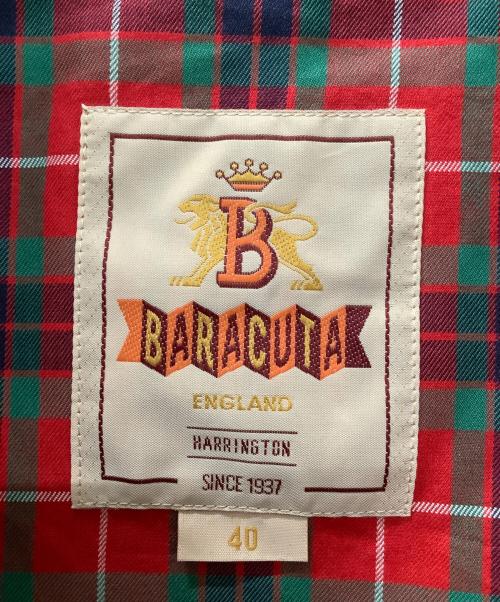 B
BARACUTA
ENGLAND
HARRINGTON
SINCE 1937
40